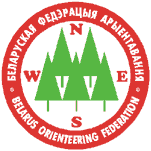 • БЕЛАРУСКАЯ ФЕДЭРАЦЫЯ АРЫЕНТАВАННЯ •
N
W E
S
BELARUS ORIENTEERING FEDERATION